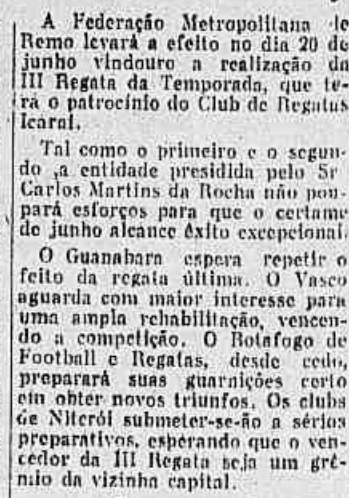 A Federação Metropolitana de
Remo levará a efeito no dia 20 de
junho vindouro a realização da
III Regata da Temporada, que te-
rá o patrocínio do Club de Regatas
Icaraí.
Tal como o primeiro e o segun-
do ,a entidade presidida pelo Sr
Carlos Martins da Rocha não pou-
pará esforços para que o certame
de junho alcance êxito excepcional.
O Guanabara espera repetir o
feito da regata última. O Vasco
aguarda com maior interesse para
uma ampla rehabilitação, vencen-
do a competição. O Botafogo de
Football e Regatas, desde cedo,
preparará suas guarnições certo
em obter novos triunfos. Os clubs
de Niterói submeter-se-ão a sérios
preparativos, esperando que o ven-
cedor da III Regata seja um grê-
mio da vizinha capital.